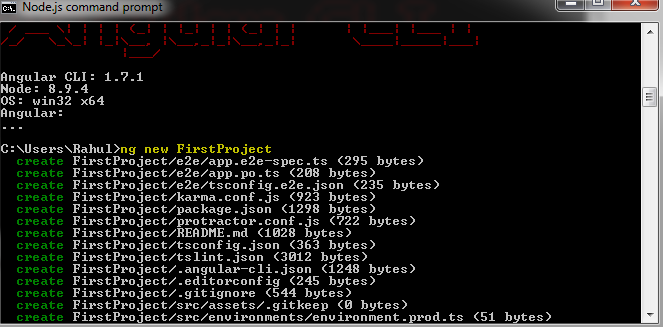 Node.js command prompt
Angular CLI: 1.7.1
Node: 8.9.4
OS: win32 x64
Angular:
...
C:\Users\Rahul>ng new FirstProject
create FirstProject/e2e/app.e2e-spec.ts (295 bytes)
create FirstProject/e2e/app.po.ts (208 bytes)
create FirstProject/e2e/tsconfig.e2e.json (235 bytes)
create FirstProject/karma.conf.js (923 bytes)
create FirstProject/package.json (1298 bytes)
create FirstProject/protractor.conf.js (722 bytes)
create FirstProject/README.md (1028 bytes)
create FirstProject/tsconfig.json (363 bytes)
create FirstProject/tslint.json (3012 bytes)
create FirstProject/.angular-cli.json (1248 bytes)
create FirstProject/.editorconfig (245 bytes)
create FirstProject/.gitignore (544 bytes)
create FirstProject/src/assets/.gitkeep (0 bytes)
create FirstProject/src/environments/environment.prod.ts (51 bytes)